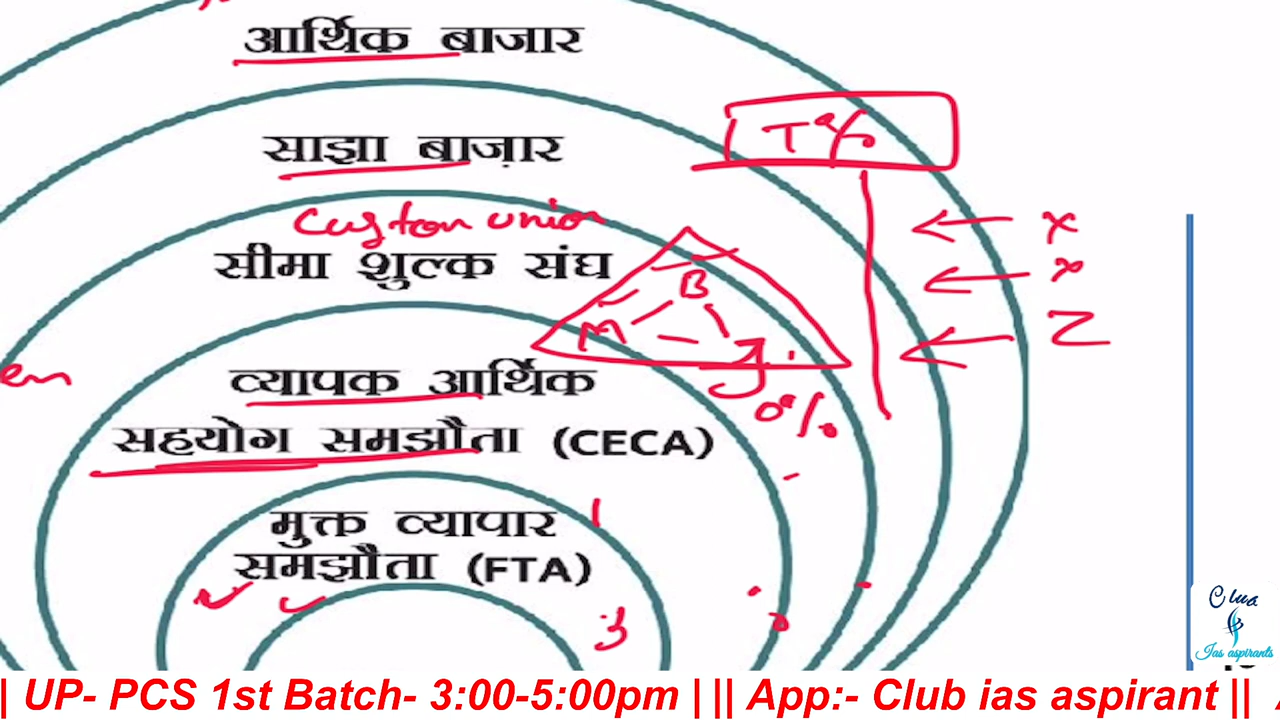 आर्थिक बाजार
T%
साझा बाज़ार
Custom union
x
सीमा शुल्क संघ
x
B
M
Z
व्यापक आर्थिक
0%
सहयोग समझौता (CECA)
मुक्त व्यापार
समझौता (FTA)
Club
Ias aspirants
| UP- PCS 1st Batch- 3:00-5:00pm | || App:- Club ias aspirant ||